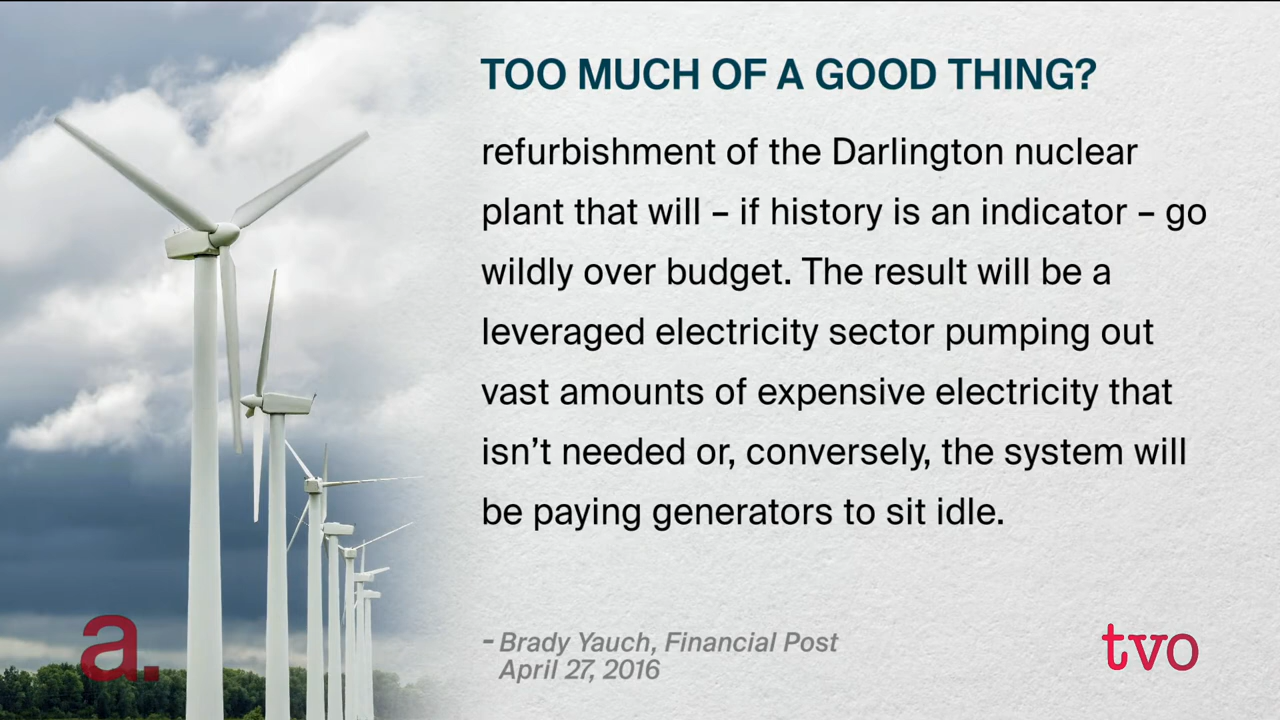 TOO MUCH OF A GOOD THING?
refurbishment of the Darlington nuclear
plant that will – if history is an indicator – go
wildly over budget. The result will be a
leveraged electricity sector pumping out
vast amounts of expensive electricity that
isn’t needed or, conversely, the system will
be paying generators to sit idle.
– Brady Yauch, Financial Post
April 27, 2016
a.
tvo